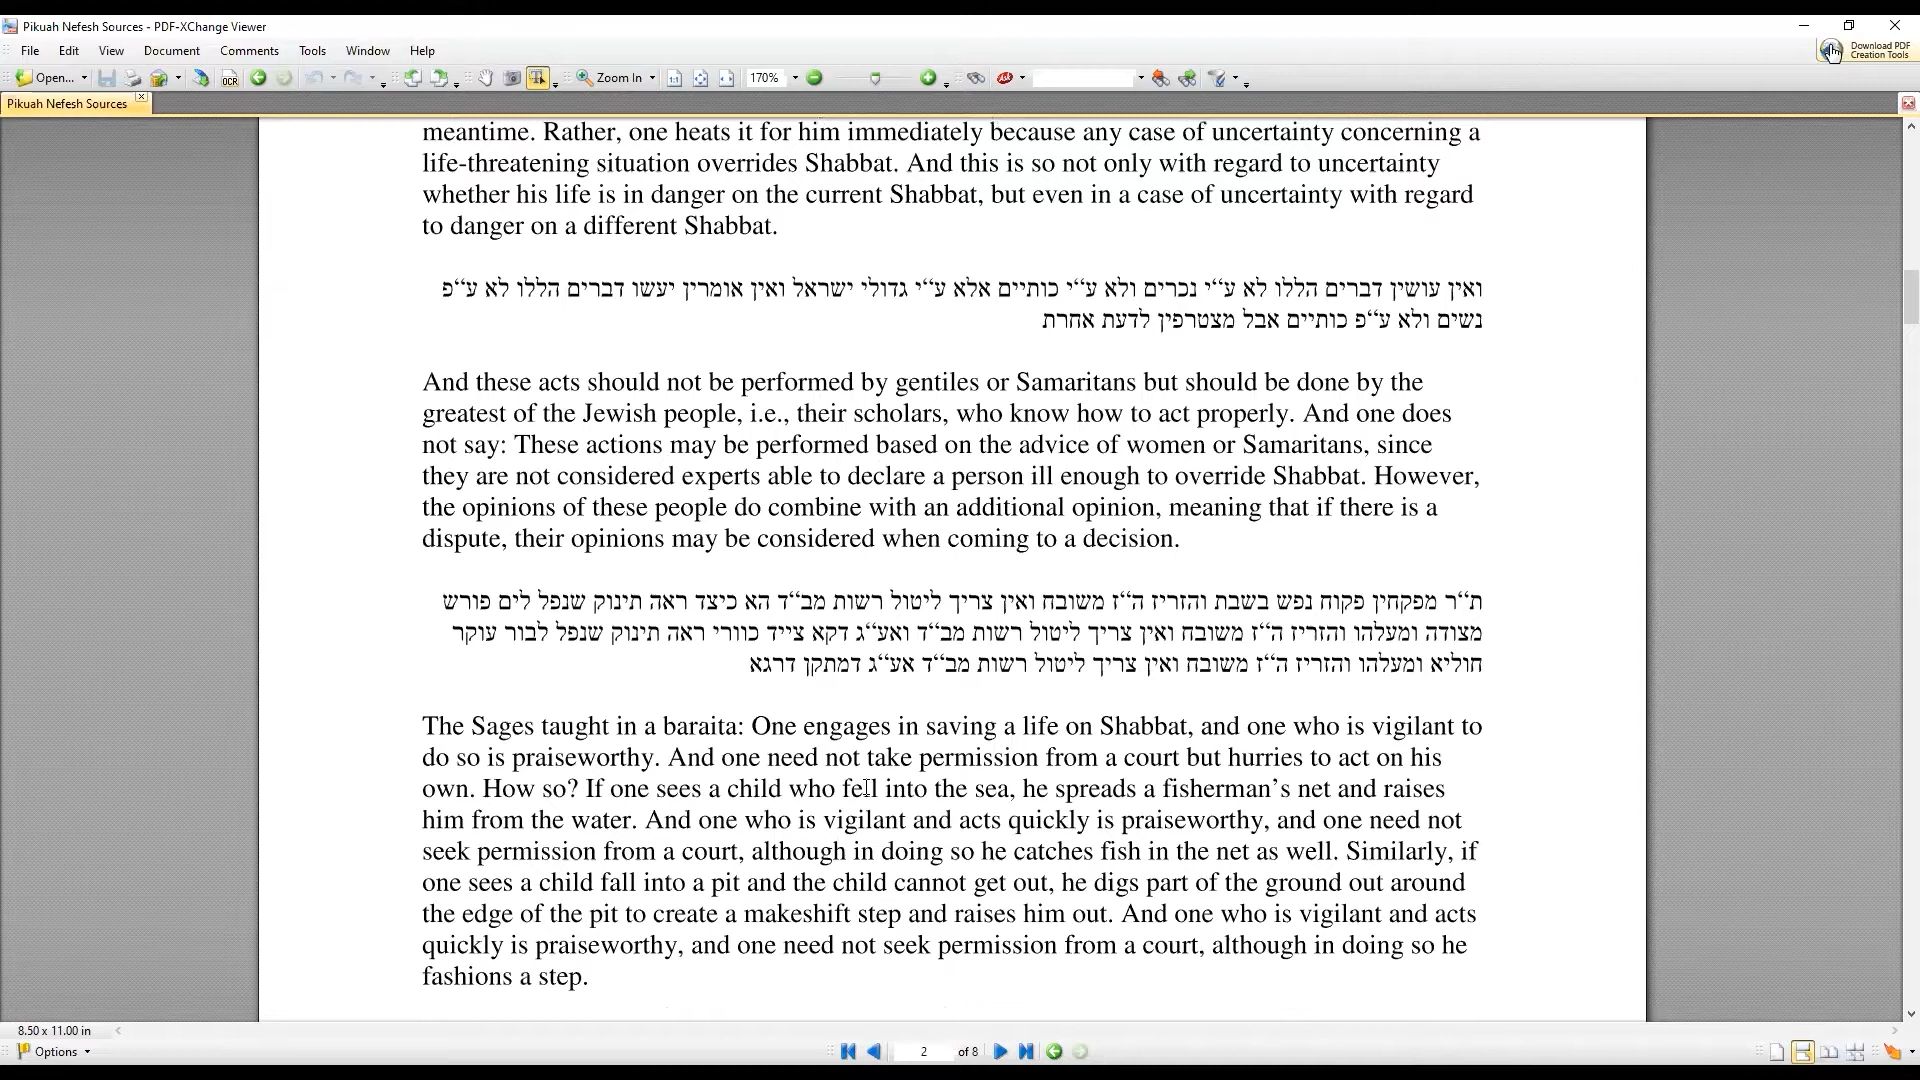 Pikuah Nefesh Sources - PDF-XChange Viewer
File Edit View Document Comments Tools Window Help
Download PDF
Creation Tools
Open... OCR Zoom In 170%
Pikuah Nefesh Sources
meantime. Rather, one heats it for him immediately because any case of uncertainty concerning a
life-threatening situation overrides Shabbat. And this is so not only with regard to uncertainty
whether his life is in danger on the current Shabbat, but even in a case of uncertainty with regard
to danger on a different Shabbat.
ואין עושין דברים הללו לא ע“י נכרים ולא ע“י כותיים אלא ע“י גדולי ישראל ואין אומרין יעשו דברים הללו לא ע“פ
נשים ולא ע“פ כותיים אבל מצטרפין לדעת אחרת
And these acts should not be performed by gentiles or Samaritans but should be done by the
greatest of the Jewish people, i.e., their scholars, who know how to act properly. And one does
not say: These actions may be performed based on the advice of women or Samaritans, since
they are not considered experts able to declare a person ill enough to override Shabbat. However,
the opinions of these people do combine with an additional opinion, meaning that if there is a
dispute, their opinions may be considered when coming to a decision.
ת“ר מפקחין פקוח נפש בשבת והזריז ה“ז משובח ואין צריך ליטול רשות מב“ד הא כיצד ראה תינוק שנפל לים פורש
מצודה ומעלהו והזריז ה“ז משובח ואין צריך ליטול רשות מב“ד ואע“ג דקא צייד כוורי ראה תינוק שנפל לבור עוקר
חוליא ומעלהו והזריז ה“ז משובח ואין צריך ליטול רשות מב“ד אע“ג דמתקן דרגא
The Sages taught in a baraita: One engages in saving a life on Shabbat, and one who is vigilant to
do so is praiseworthy. And one need not take permission from a court but hurries to act on his
own. How so? If one sees a child who fell into the sea, he spreads a fisherman’s net and raises
him from the water. And one who is vigilant and acts quickly is praiseworthy, and one need not
seek permission from a court, although in doing so he catches fish in the net as well. Similarly, if
one sees a child fall into a pit and the child cannot get out, he digs part of the ground out around
the edge of the pit to create a makeshift step and raises him out. And one who is vigilant and acts
quickly is praiseworthy, and one need not seek permission from a court, although in doing so he
fashions a step.
8.50 x 11.00 in
Options 2 of 8